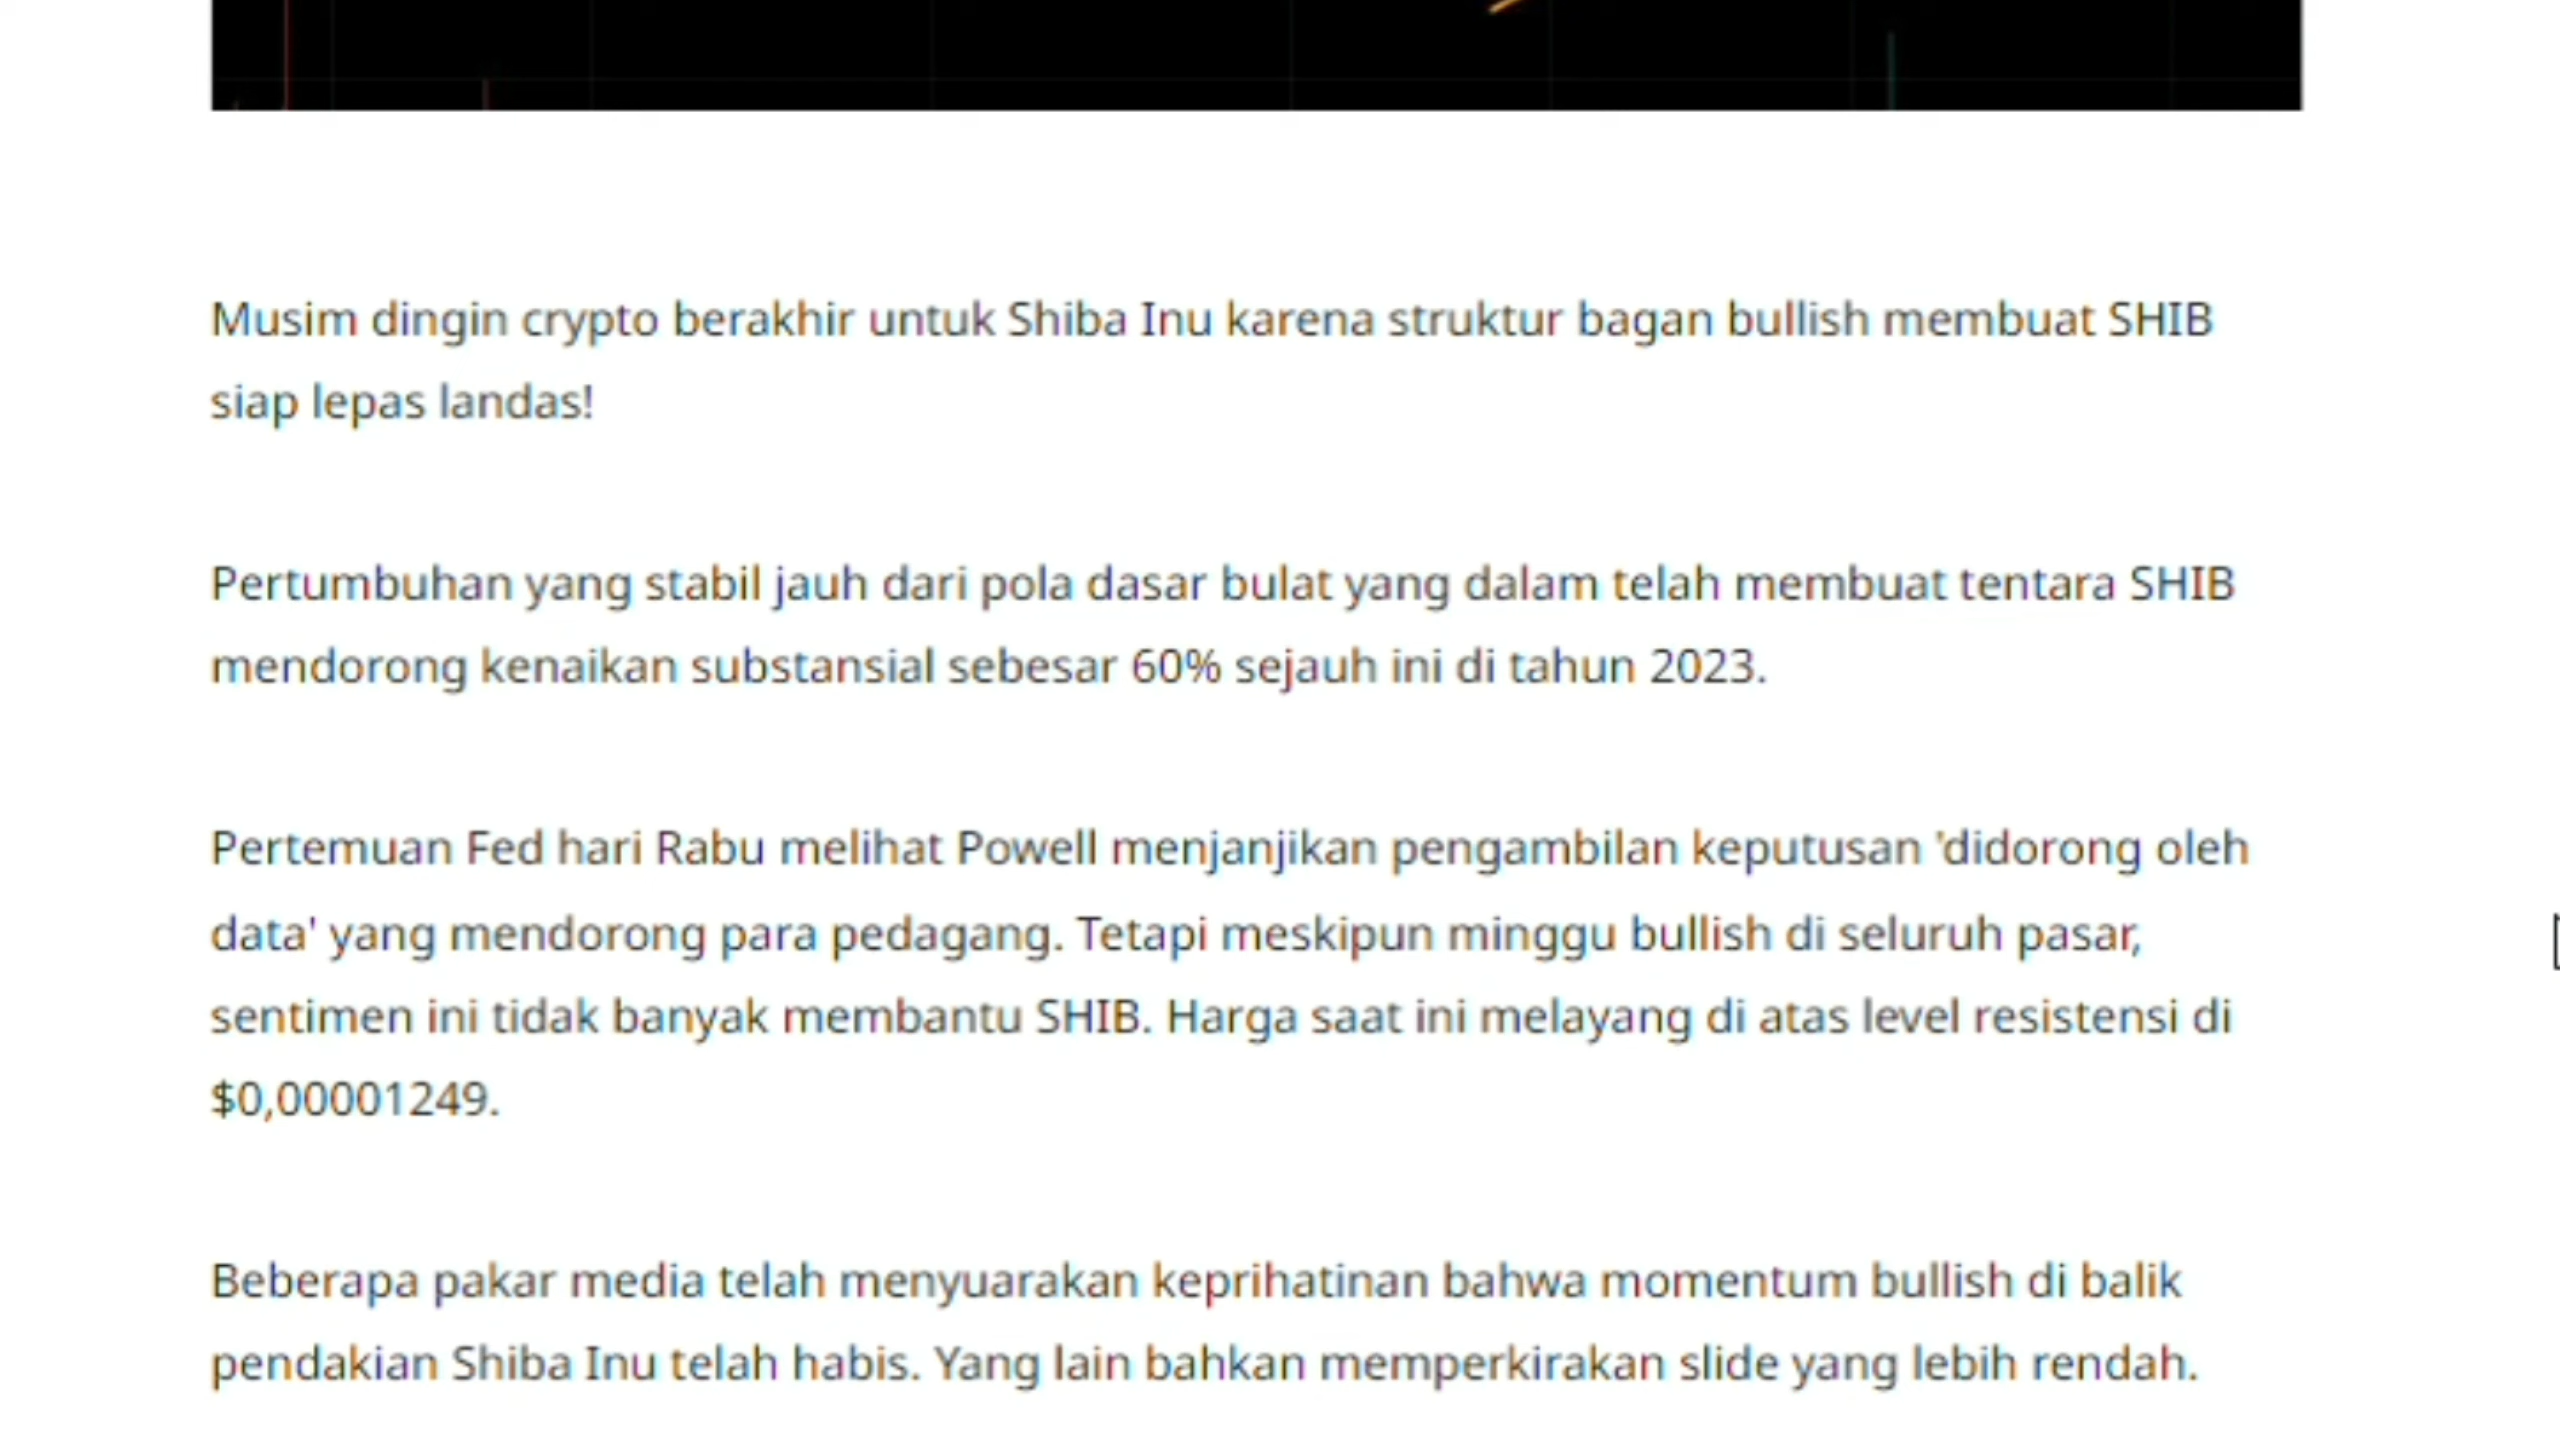 Musim dingin crypto berakhir untuk Shiba Inu karena struktur bagan bullish membuat SHIB
siap lepas landas!
Pertumbuhan yang stabil jauh dari pola dasar bulat yang dalam telah membuat tentara SHIB
mendorong kenaikan substansial sebesar 60% sejauh ini di tahun 2023.
Pertemuan Fed hari Rabu melihat Powell menjanjikan pengambilan keputusan 'didorong oleh
data' yang mendorong para pedagang. Tetapi meskipun minggu bullish di seluruh pasar,
sentimen ini tidak banyak membantu SHIB. Harga saat ini melayang di atas level resistensi di
$0,00001249.
Beberapa pakar media telah menyuarakan keprihatinan bahwa momentum bullish di balik
pendakian Shiba Inu telah habis. Yang lain bahkan memperkirakan slide yang lebih rendah.